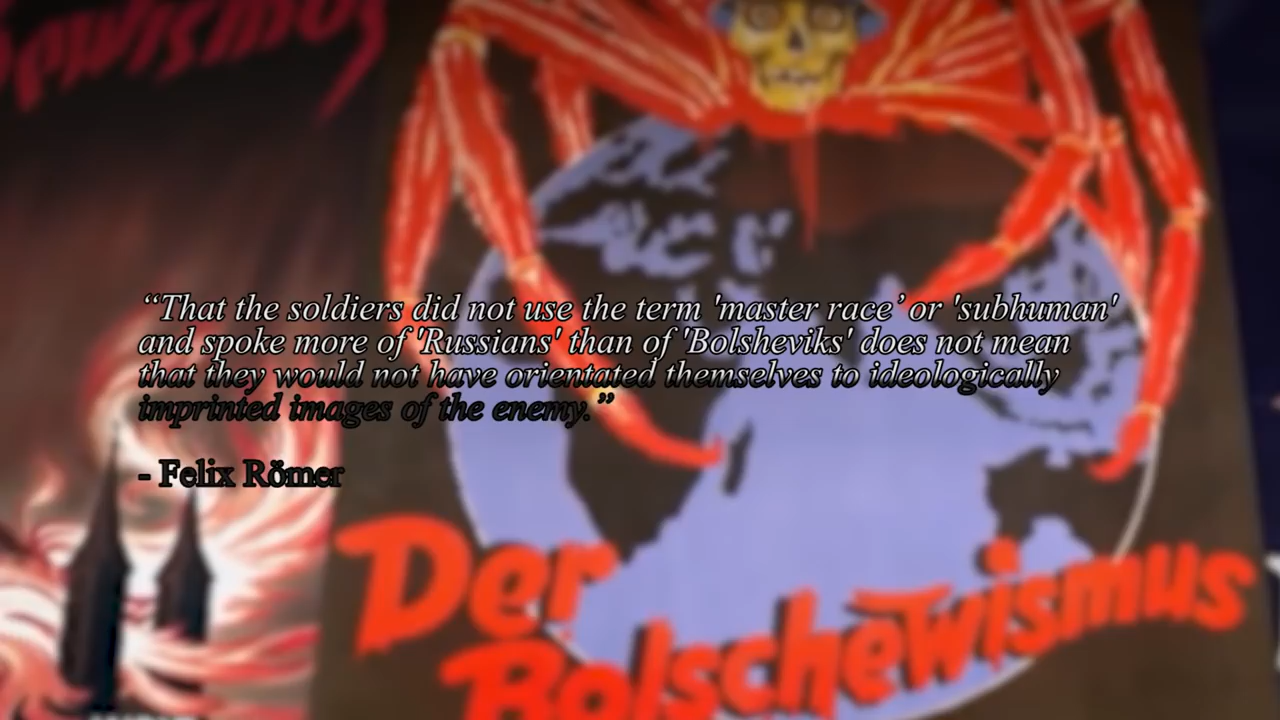 “That the soldiers did not use the term 'master race’ or 'subhuman'
and spoke more of 'Russians' than of 'Bolsheviks' does not mean
that they would not have orientated themselves to ideologically
imprinted images of the enemy.”
- Felix Römer
Der
Bolschewismus